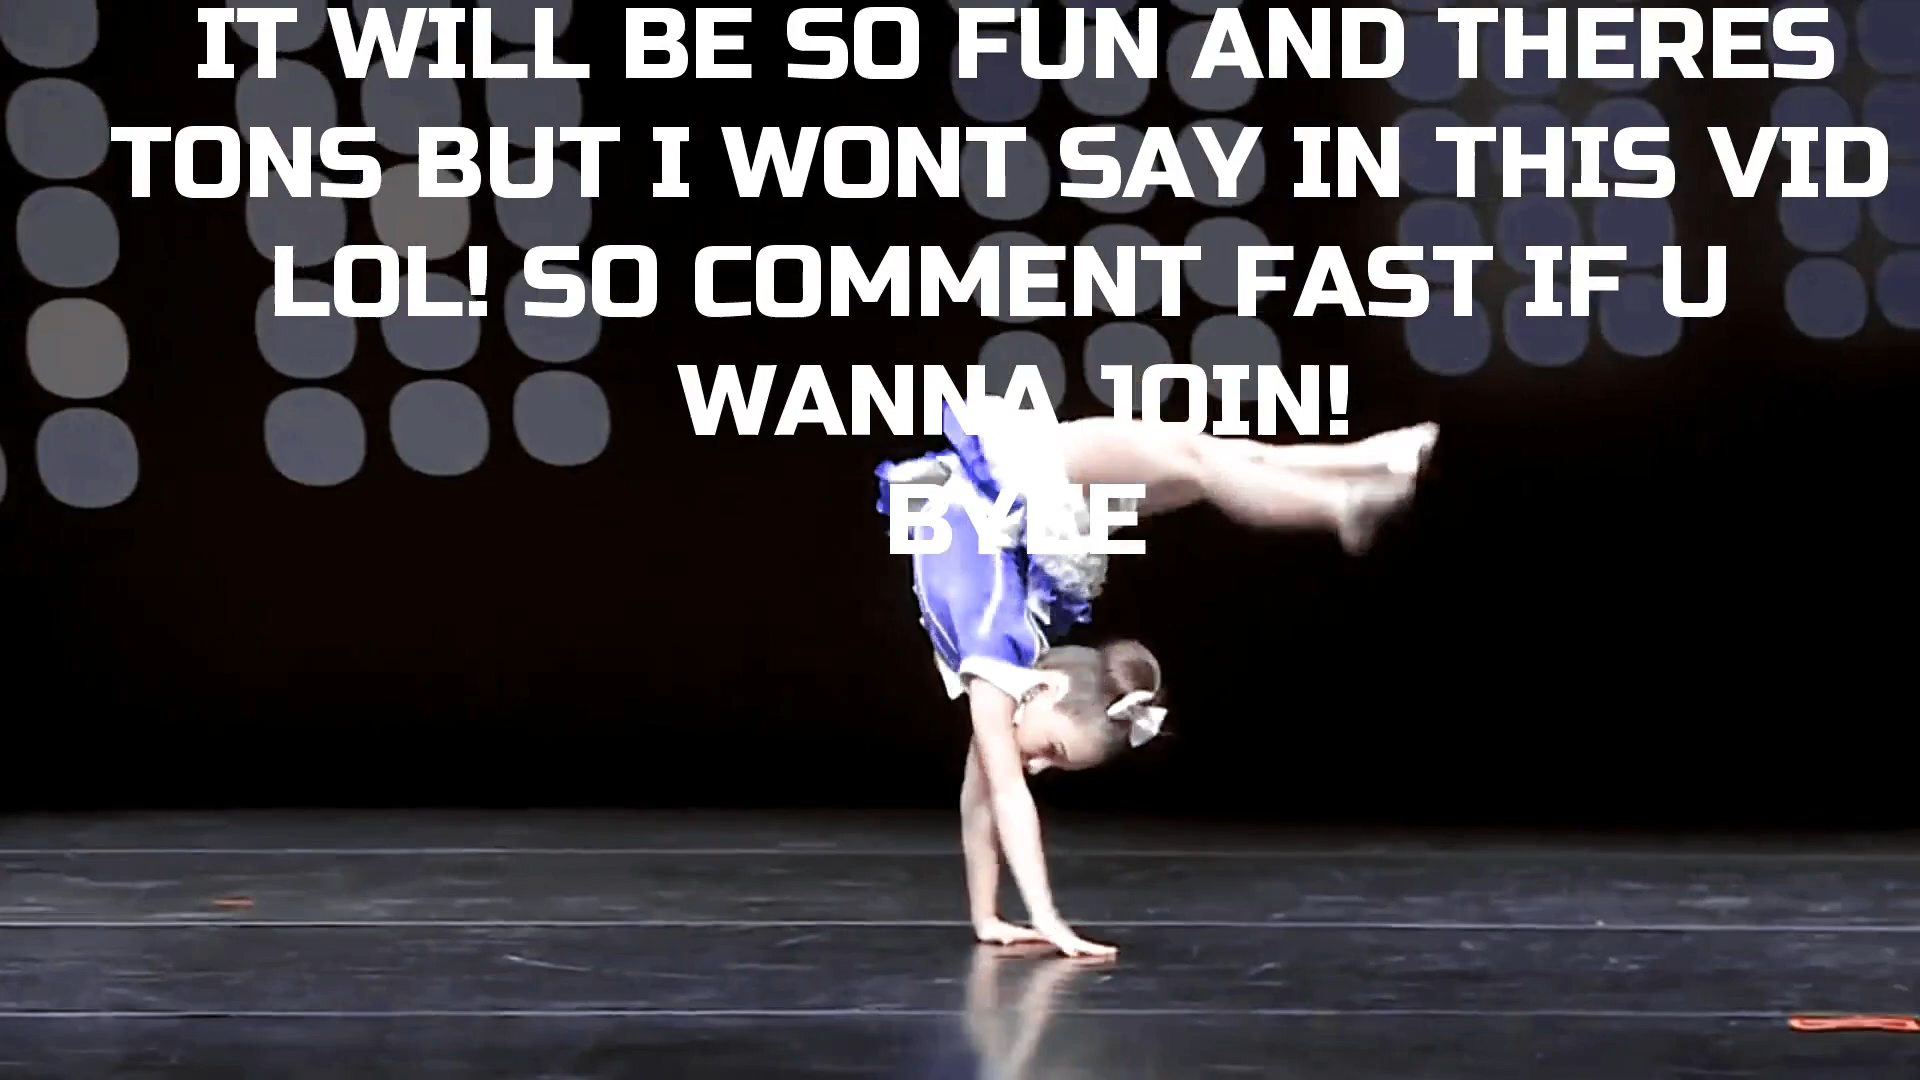 IT WILL BE SO FUN AND THERES
TONS BUT I WONT SAY IN THIS VID
LOL! SO COMMENT FAST IF U
WANNA JOIN!
BYEE